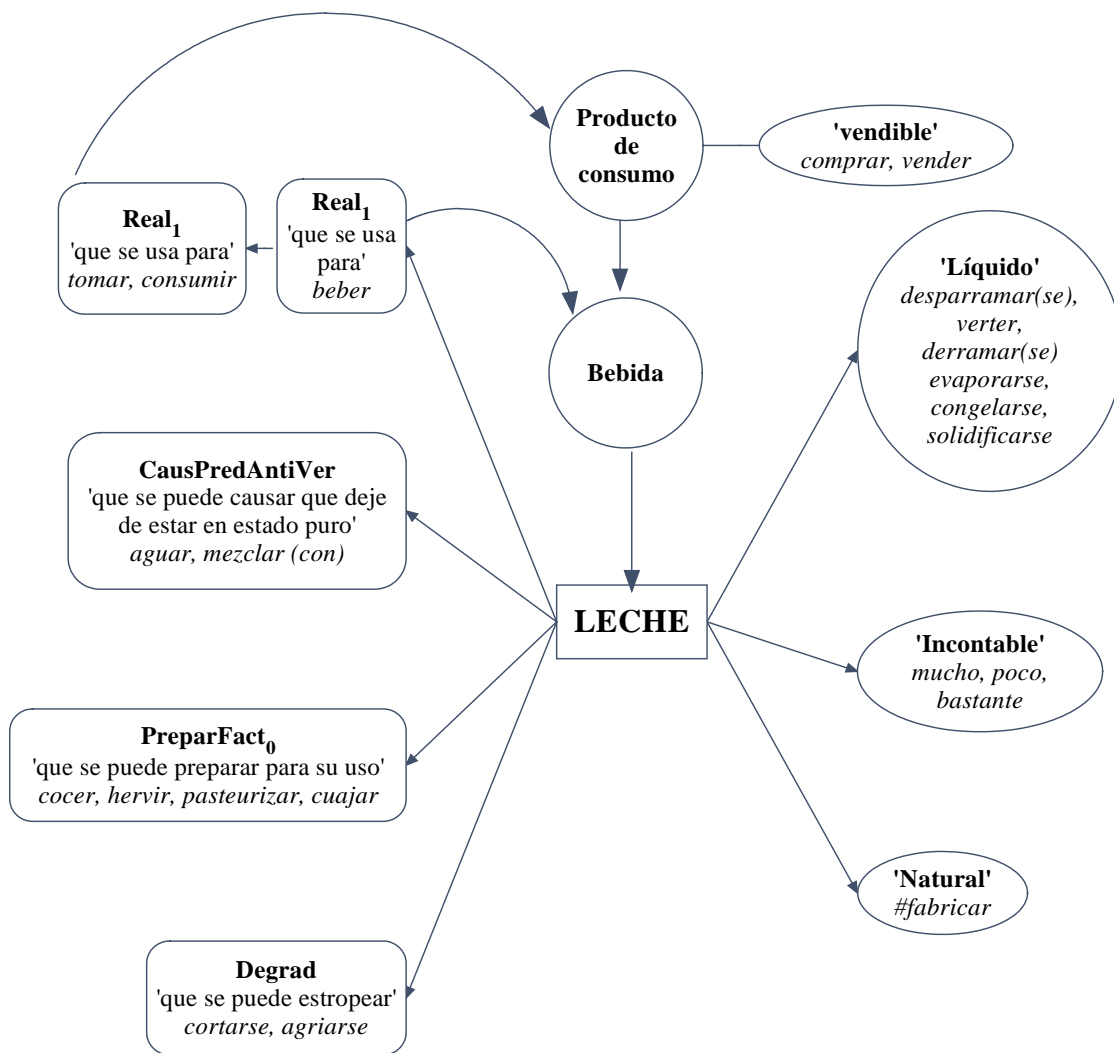 Producto
de
consumo
'vendible'
comprar, vender
Real1
'que se usa para'
tomar, consumir
Real1
'que se usa
para'
beber
'Líquido'
desparramar(se),
verter,
derramar(se)
evaporarse,
congelarse,
solidificarse
Bebida
CausPredAntiVer
'que se puede causar que deje
de estar en estado puro'
aguar, mezclar (con)
LECHE
'Incontable'
mucho, poco,
bastante
PreparFact0
'que se puede preparar para su uso'
cocer, hervir, pasteurizar, cuajar
'Natural'
#fabricar
Degrad
'que se puede estropear'
cortarse, agriarse